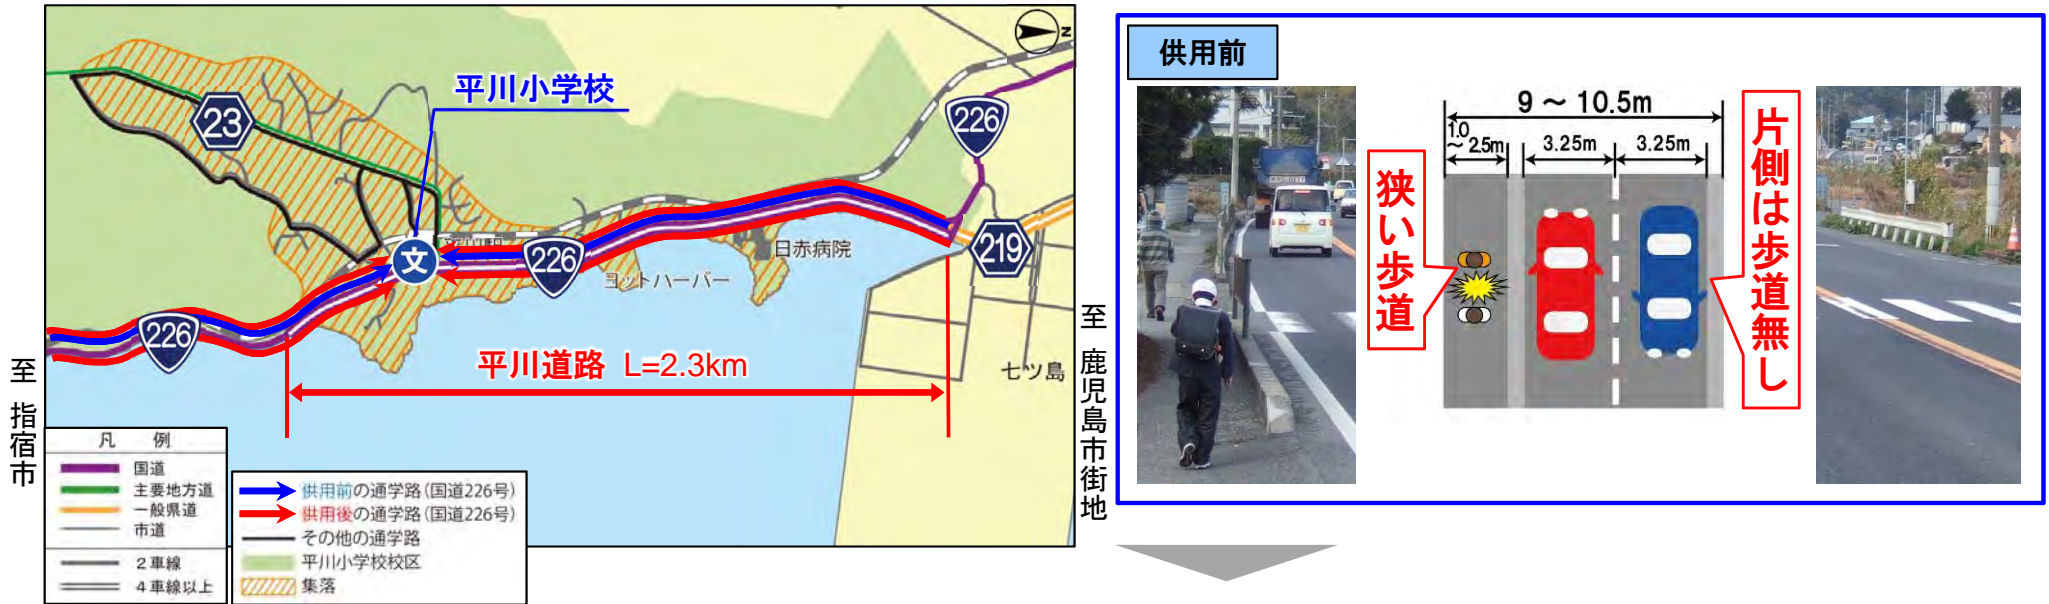 平川小学校
23
226
N
219
226
文
226
日赤病院
ヨットハーバー
七ツ島
平川道路 L=2.3km
至 指宿市
至 鹿児島市街地
凡 例
国道
主要地方道
一般県道
市道
2車線
4車線以上
供用前の通学路(国道226号)
供用後の通学路(国道226号)
その他の通学路
平川小学校校区
集落
供用前
9 ~ 10.5m
1.0
~ 2.5m
3.25m
3.25m
狭い歩道
片側は歩道無し